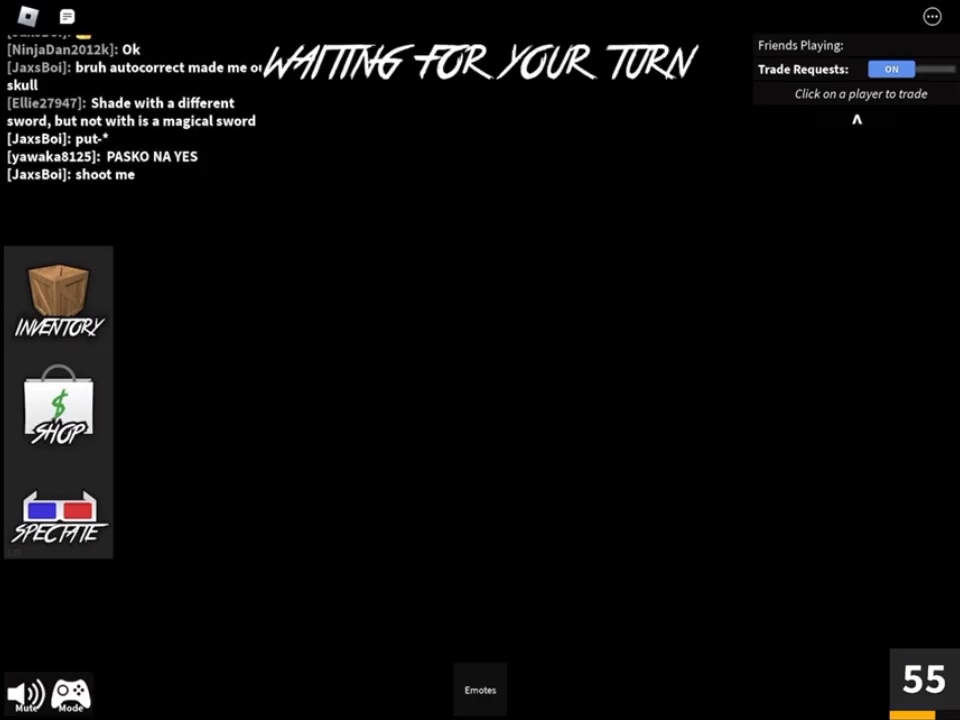 [NinjaDan2012k]: Ok
[JaxsBoi]: bruh autocorrect made me
skull
[Ellie27947]: Shade with a different
sword, but not with is a magical sword
[JaxsBoi]: put-*
[yawaka8125]: PASKO NA YES
[JaxsBoi]: shoot me
WAITING FOR YOUR TURN
Friends Playing:
Trade Requests: ON
Click on a player to trade
INVENTORY
$
SHOP
SPECTATE
Mute
Mode
Emotes
55